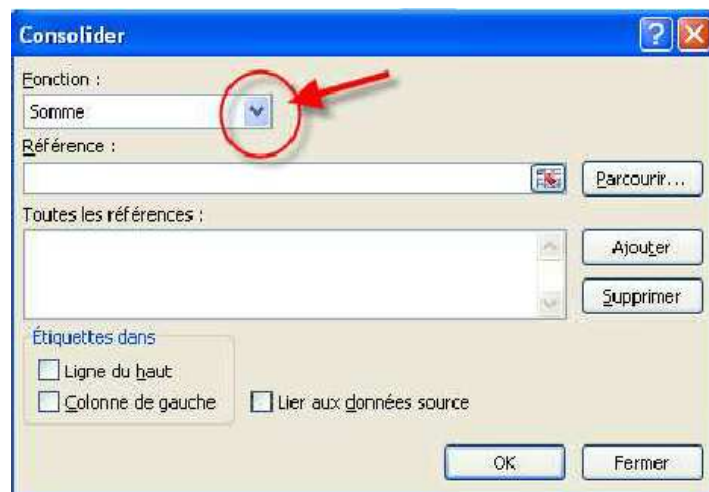 Consolider
Fonction :
Somme
Référence :
Parcourir...
Toutes les références :
Ajouter
Supprimer
Étiquettes dans
Ligne du haut
Colonne de gauche
Lier aux données source
OK
Fermer